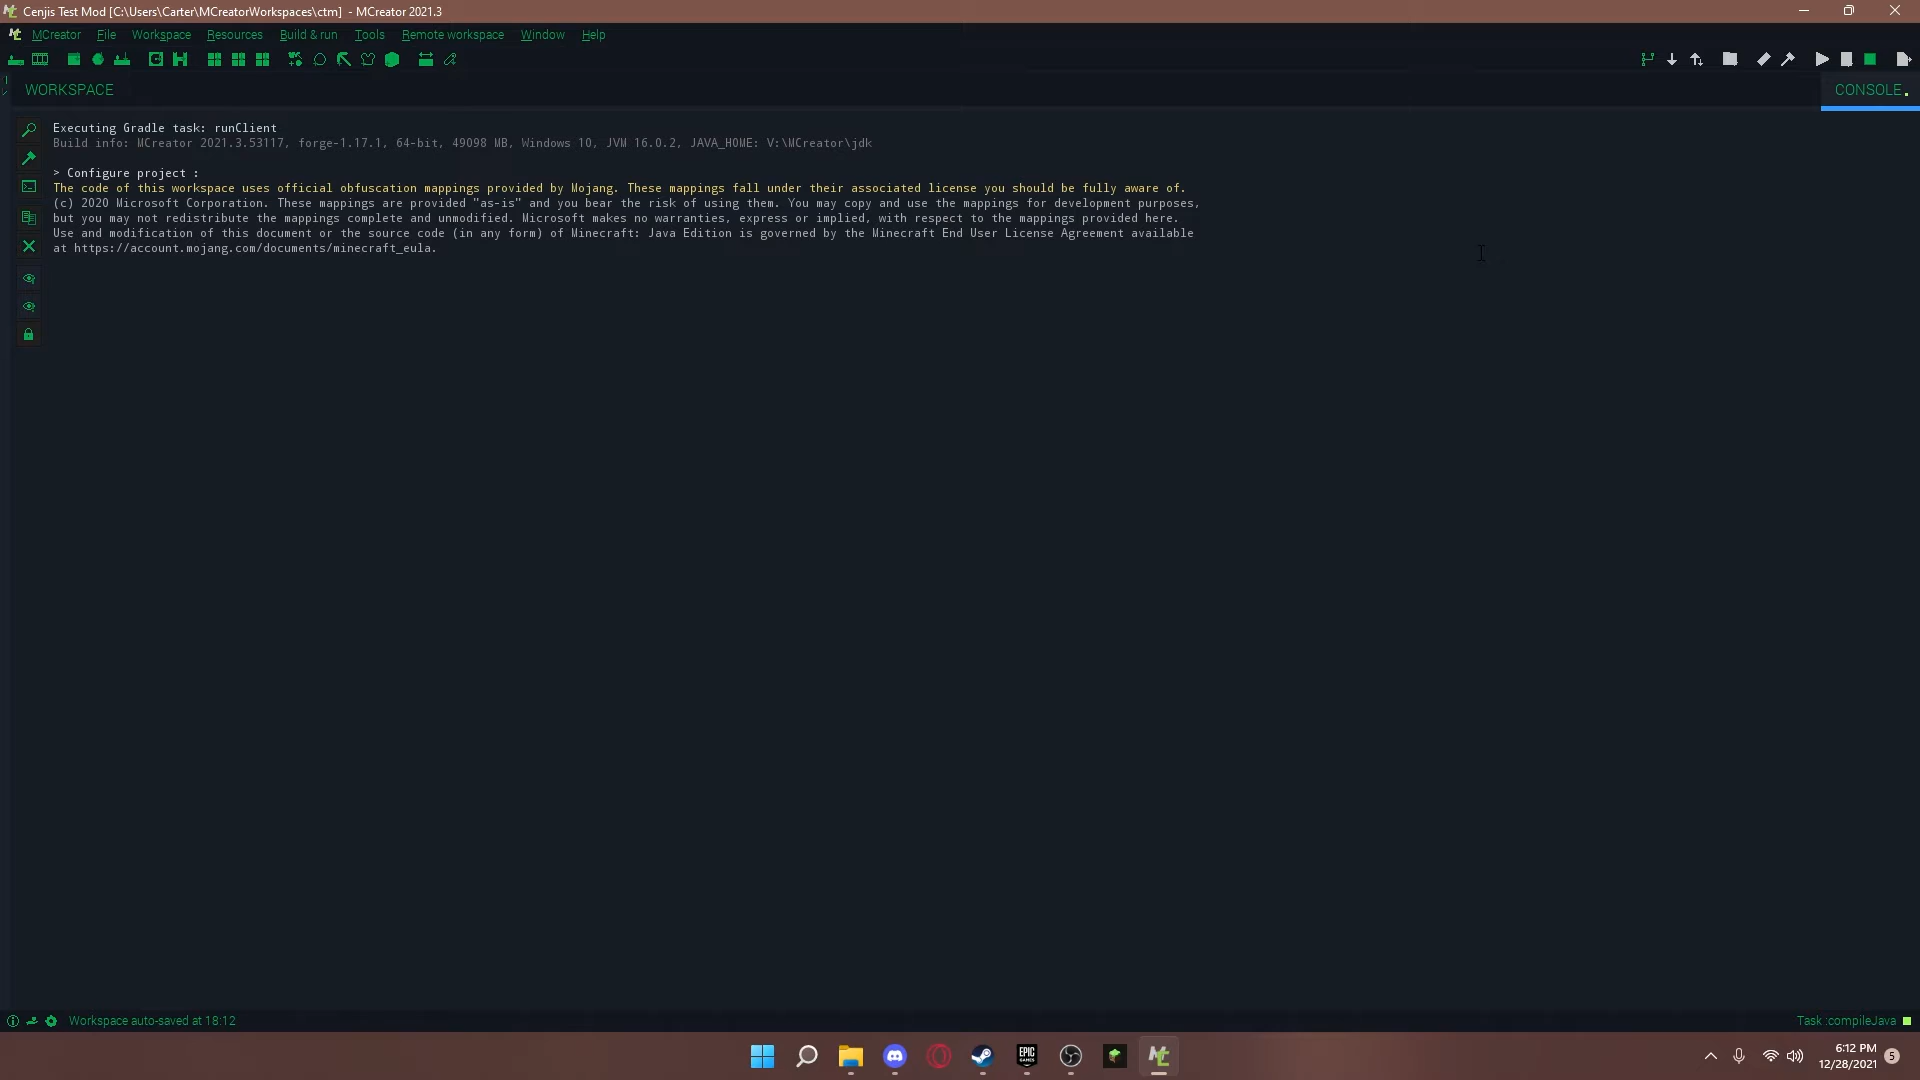 Cenjis Test Mod [C:\Users\Carter\MCreatorWorkspaces\ctm] - MCreator 2021.3
MCreator File Workspace Resources Build & run Tools Remote workspace Window Help
WORKSPACE
CONSOLE
Executing Gradle task: runClient
Build info: MCreator 2021.3.53117, forge-1.17.1, 64-bit, 49098 MB, Windows 10, JVM 16.0.2, JAVA_HOME: V:\MCreator\jdk
> Configure project :
The code of this workspace uses official obfuscation mappings provided by Mojang. These mappings fall under their associated license you should be fully aware of.
(c) 2020 Microsoft Corporation. These mappings are provided "as-is" and you bear the risk of using them. You may copy and use the mappings for development purposes,
but you may not redistribute the mappings complete and unmodified. Microsoft makes no warranties, express or implied, with respect to the mappings provided here.
Use and modification of this document or the source code (in any form) of Minecraft: Java Edition is governed by the Minecraft End User License Agreement available
at https://account.mojang.com/documents/minecraft_eula.
Workspace auto-saved at 18:12
Task :compileJava
EPIC GAMES
6:12 PM
12/28/2021
5